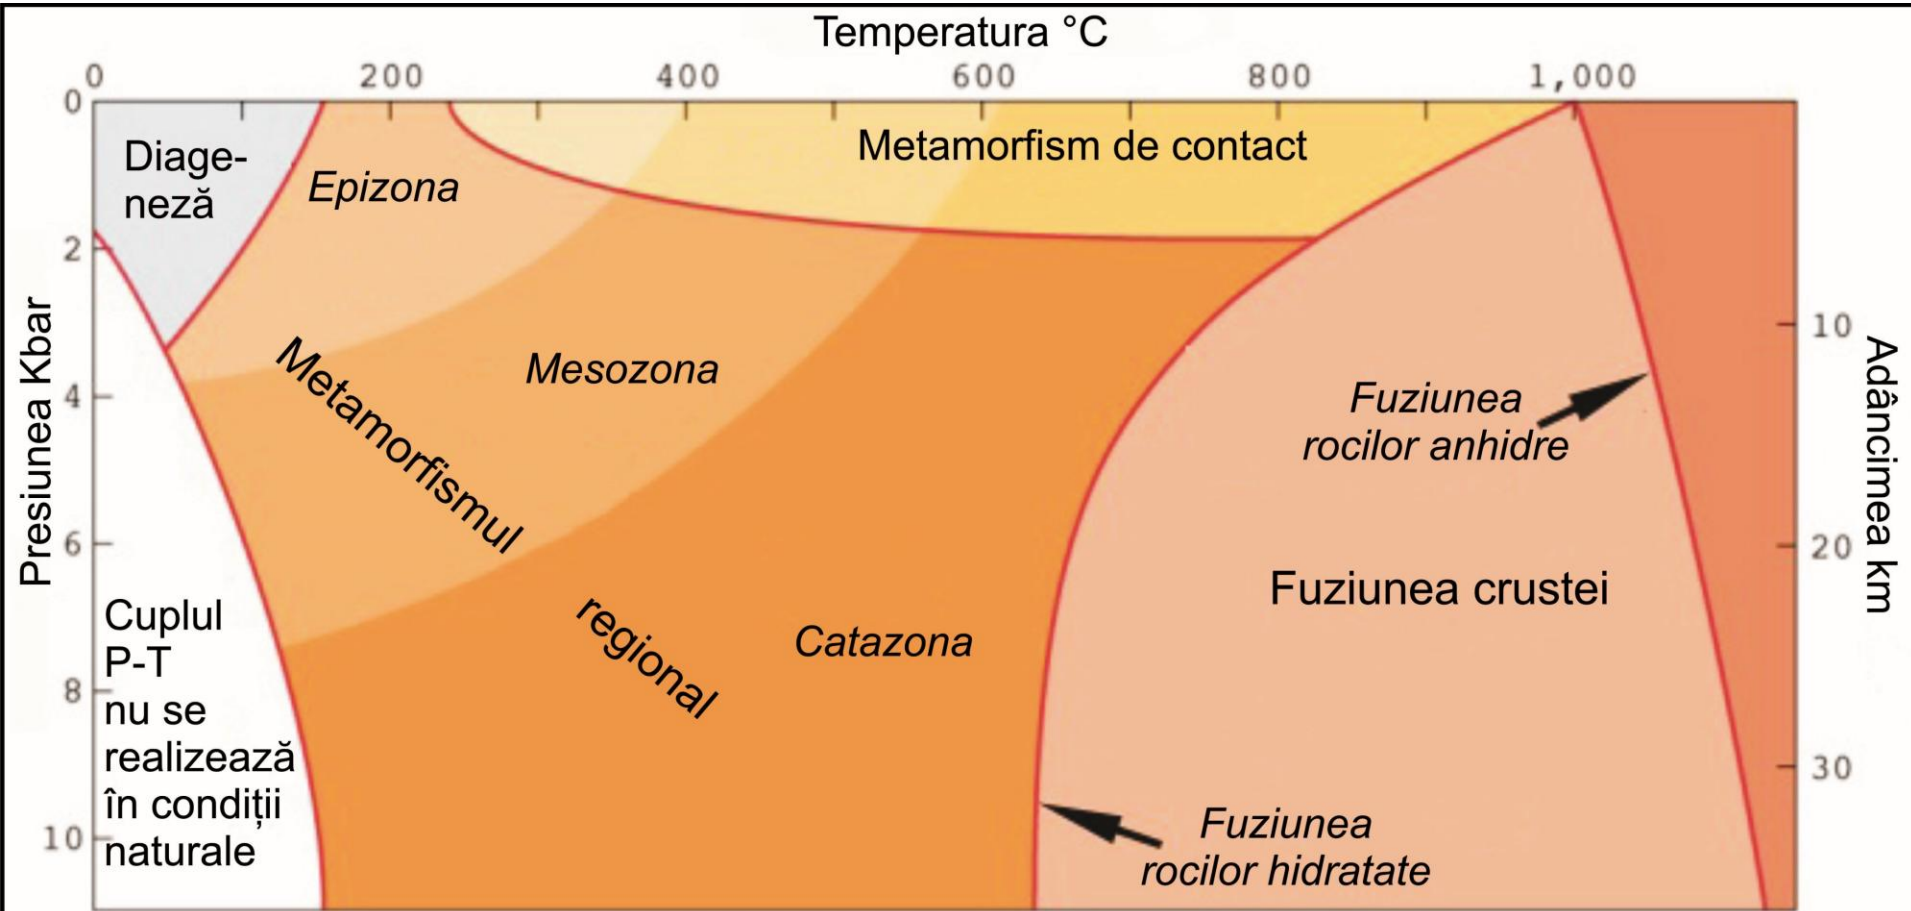 Temperatura °C
0 200 400 600 800 1,000
0
2
4
6
8
10
Presiunea Kbar
10
20
30
Adâncimea km
Diage-
neză
Epizona
Metamorfism de contact
Mesozona
Metamorfismul
regional
Catazona
Fuziunea
rocilor anhidre
Fuziunea crustei
Fuziunea
rocilor hidratate
Cuplul
P-T
nu se
realizează
în condiții
naturale